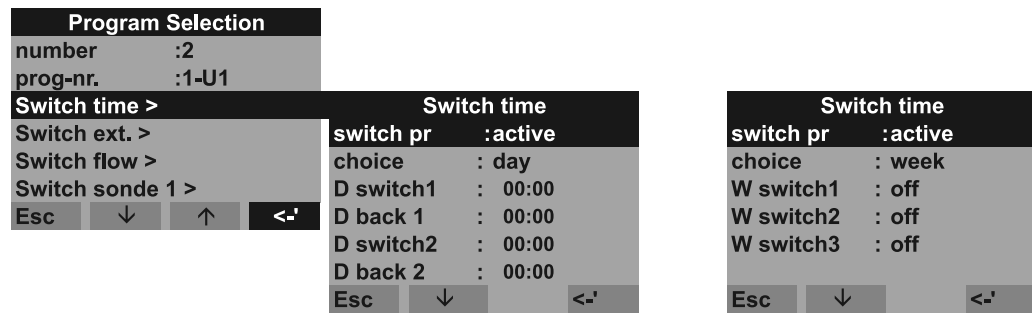 Program Selection
number :2
prog-nr. :1-U1
Switch time >
Switch ext. >
Switch flow >
Switch sonde 1 >
Esc ↓ ↑ <-'
Switch time
switch pr :active
choice : day
D switch1 : 00:00
D back 1 : 00:00
D switch2 : 00:00
D back 2 : 00:00
Esc ↓ <-'
Switch time
switch pr :active
choice : week
W switch1 : off
W switch2 : off
W switch3 : off
Esc ↓ <-'